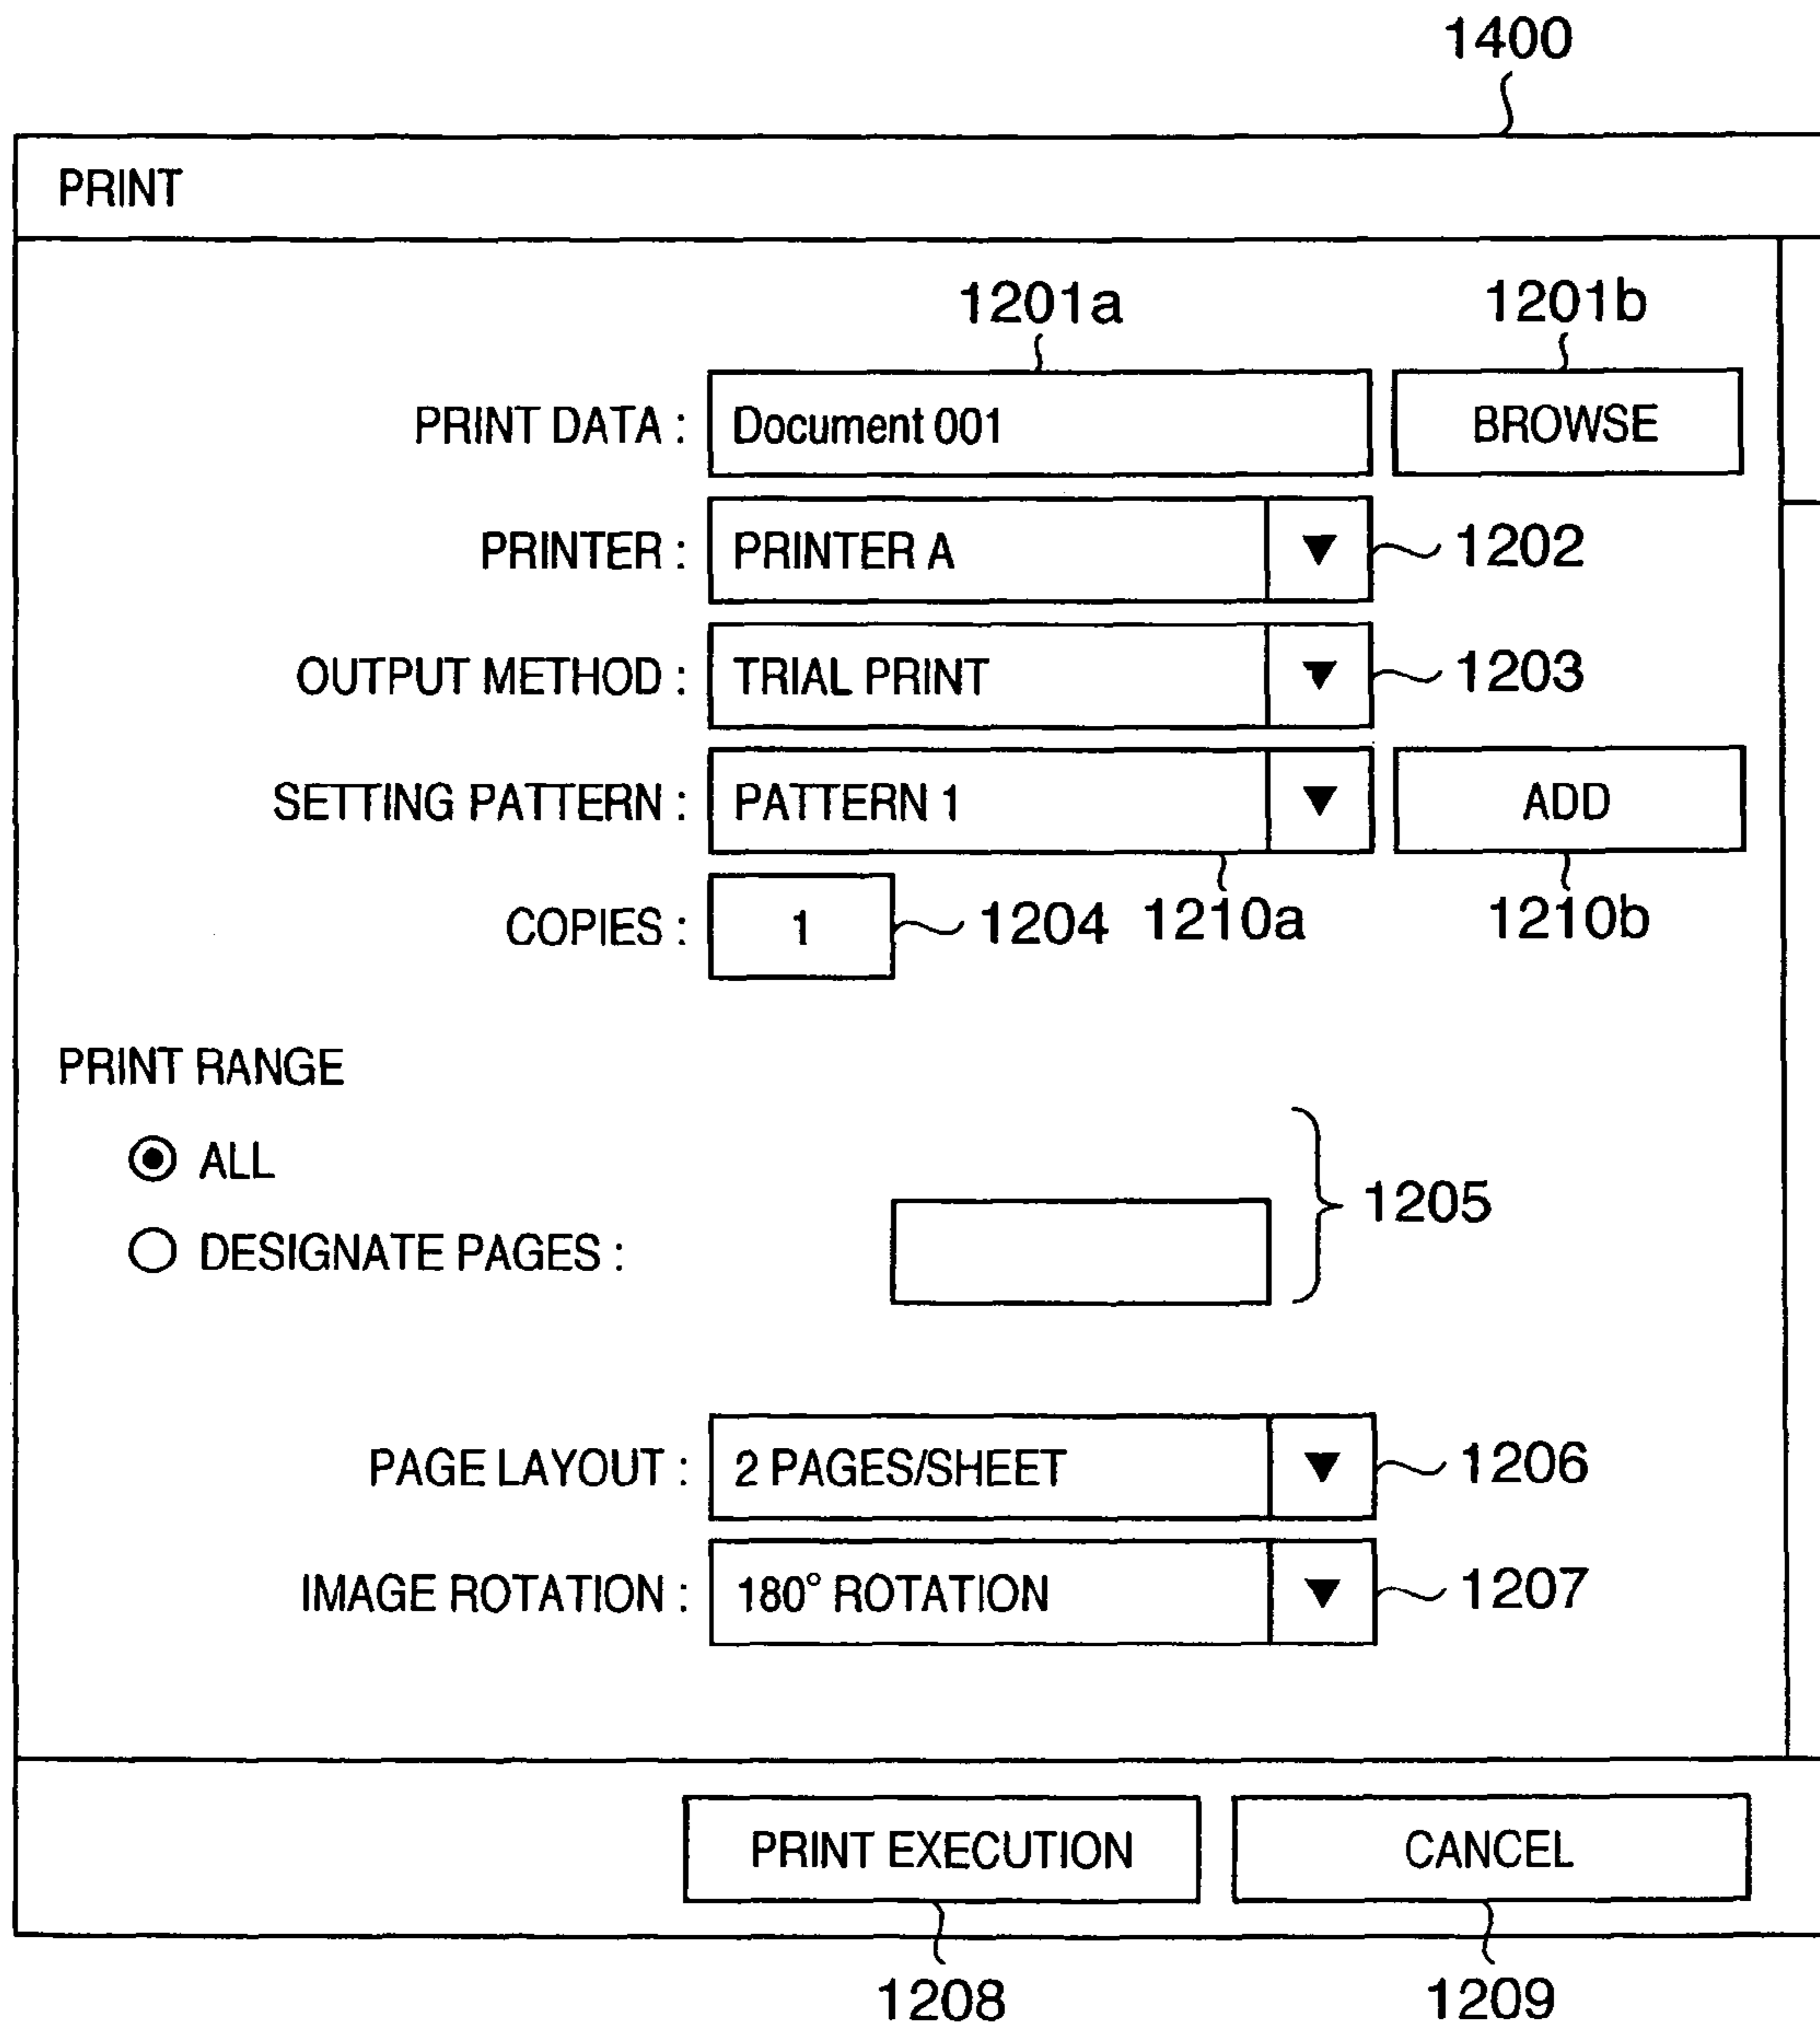 1400
PRINT
1201a 1201b
PRINT DATA : Document 001 BROWSE
PRINTER : PRINTER A ▼ 1202
OUTPUT METHOD : TRIAL PRINT ▼ 1203
SETTING PATTERN : PATTERN 1 ▼ ADD
COPIES : 1 1204 1210a 1210b
PRINT RANGE
ALL
1205
DESIGNATE PAGES :
PAGE LAYOUT : 2 PAGES/SHEET ▼ 1206
IMAGE ROTATION : 180° ROTATION ▼ 1207
PRINT EXECUTION CANCEL
1208 1209